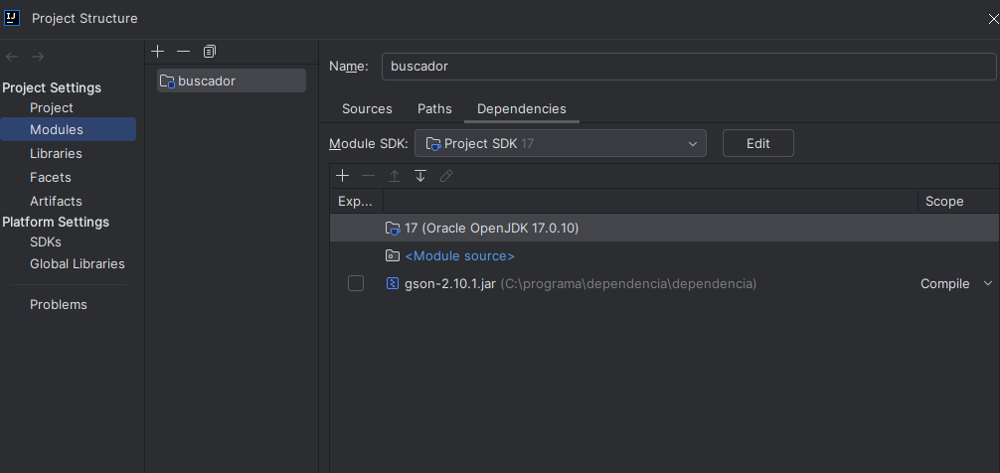 Project Structure
Project Settings
Project
Modules
Libraries
Facets
Artifacts
Platform Settings
SDKs
Global Libraries
Problems
buscador
Name: buscador
Sources Paths Dependencies
Module SDK: Project SDK 17 Edit
Exp... Scope
17 (Oracle OpenJDK 17.0.10)
<Module source>
gson-2.10.1.jar (C:\programa\dependencia\dependencia) Compile